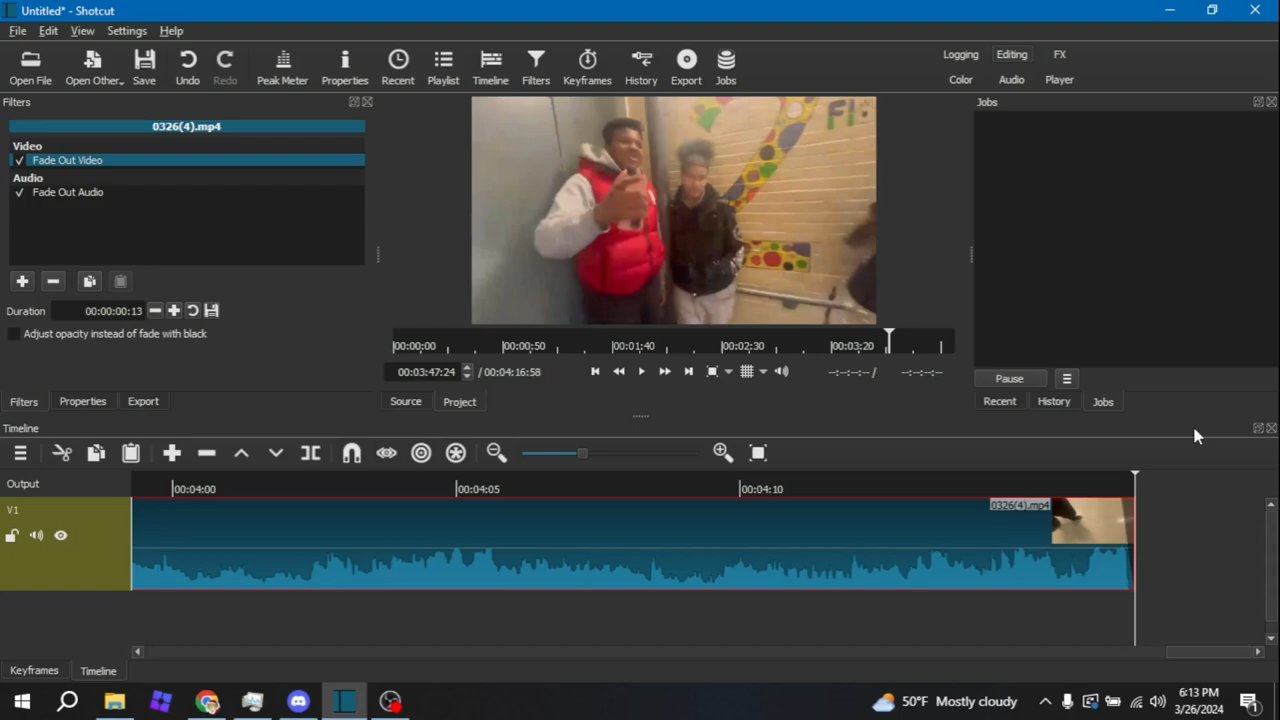 Untitled* - Shotcut
File Edit View Settings Help
Open File Open Other... Save Undo Redo Peak Meter Properties Recent Playlist Timeline Filters Keyframes History Export Jobs
Logging Editing FX
Color Audio Player
Filters
Jobs
0326(4).mp4
Video
✓ Fade Out Video
Audio
✓ Fade Out Audio
Duration 00:00:00:13
Adjust opacity instead of fade with black
00:00:00 00:00:50 00:01:40 00:02:30 00:03:20
00:03:47:24 / 00:04:16:58 --:--:--:-- / --:--:--:--
Pause
Filters Properties Export
Source Project
Recent History Jobs
Timeline
Output
00:04:00 00:04:05 00:04:10
V1
0326(4).mp4
Keyframes Timeline
50°F Mostly cloudy
6:13 PM
3/26/2024
1